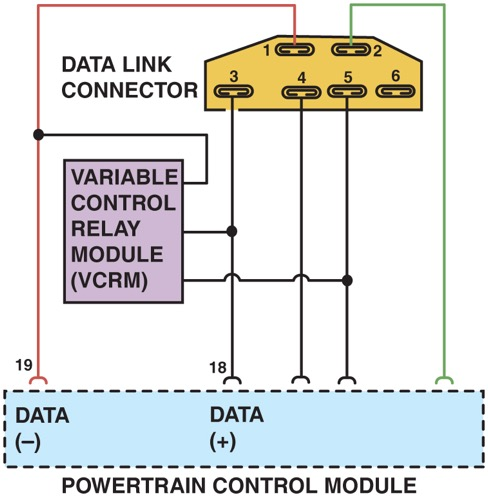 1
2
DATA LINK
CONNECTOR
3
4
5
6
VARIABLE
CONTROL
RELAY
MODULE
(VCRM)
19
18
DATA
(–)
DATA
(+)
POWERTRAIN CONTROL MODULE